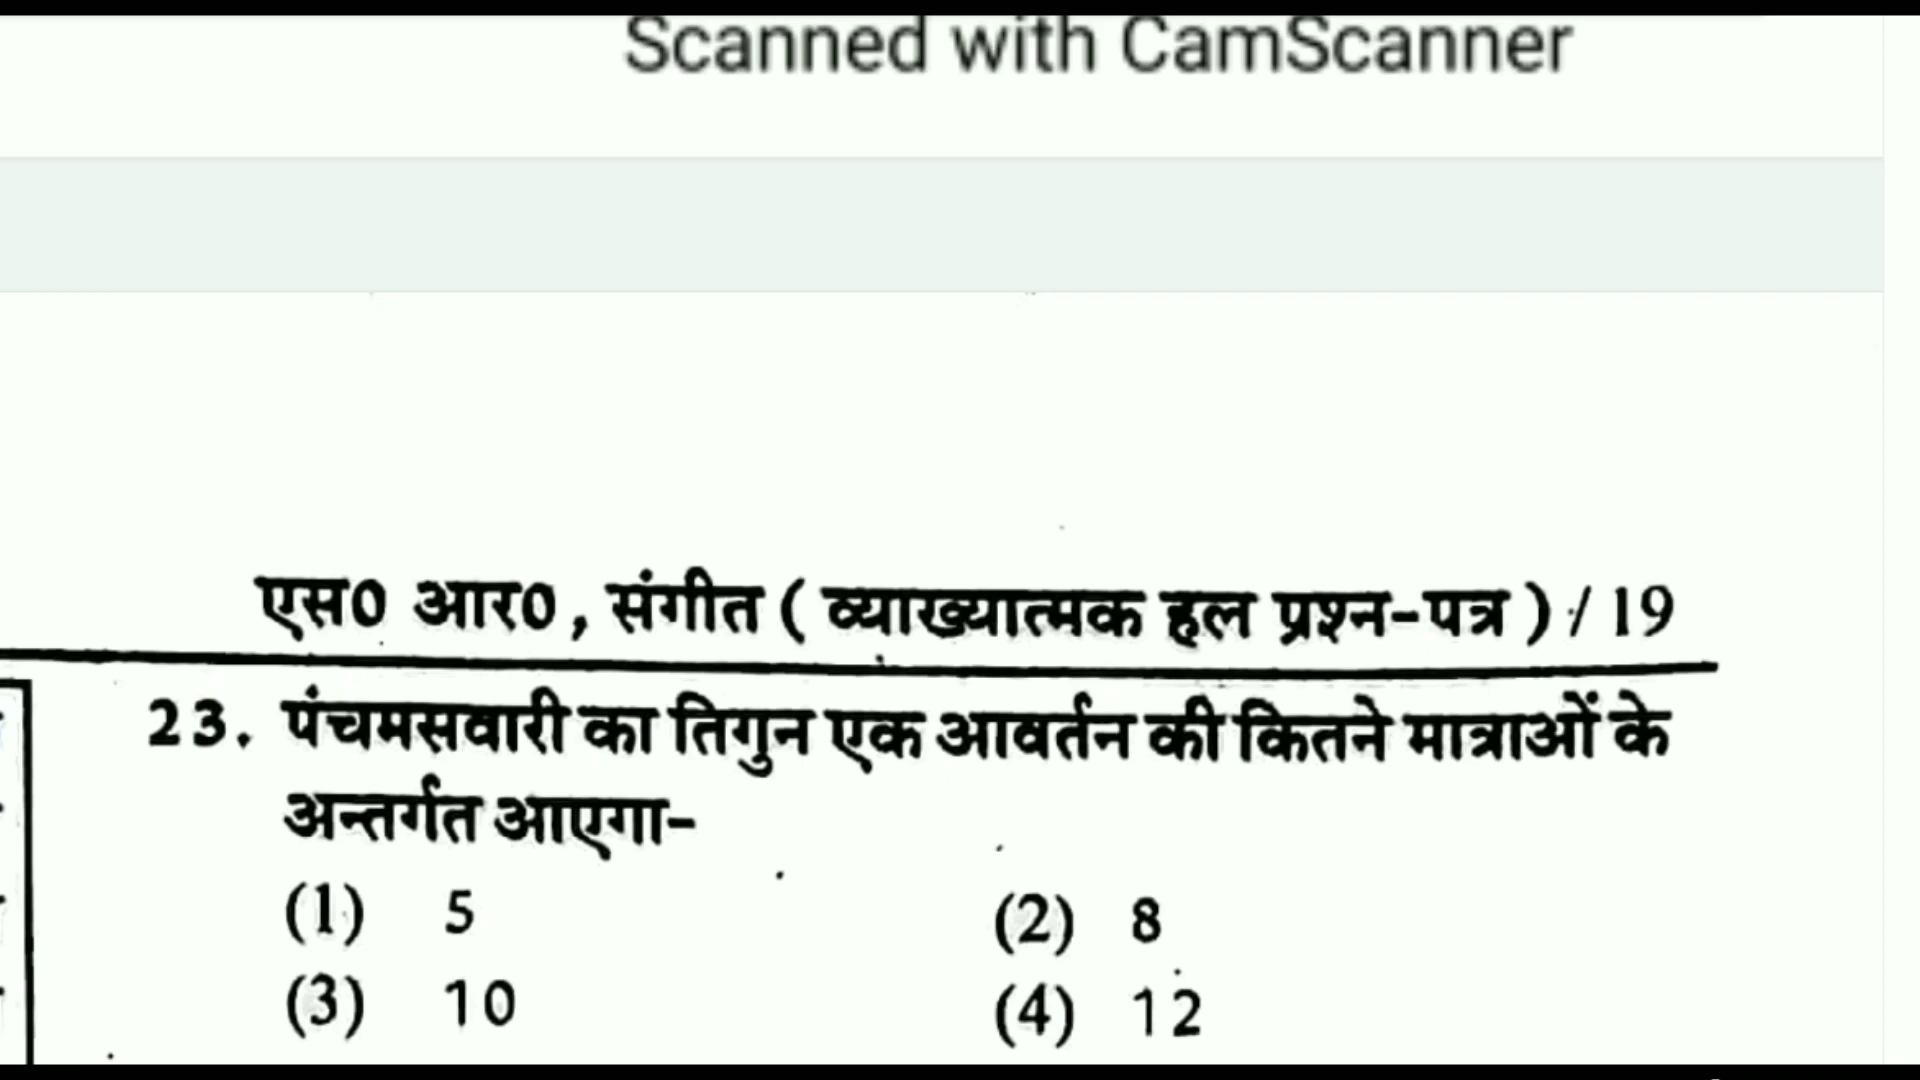 Scanned with CamScanner
एस0 आर0, संगीत ( व्याख्यात्मक हल प्रश्न-पत्र ) / 19
23. पंचमसवारी का तिगुन एक आवर्तन की कितने मात्राओं के
अन्तर्गत आएगा-
(1) 5 (2) 8
(3) 10 (4) 12